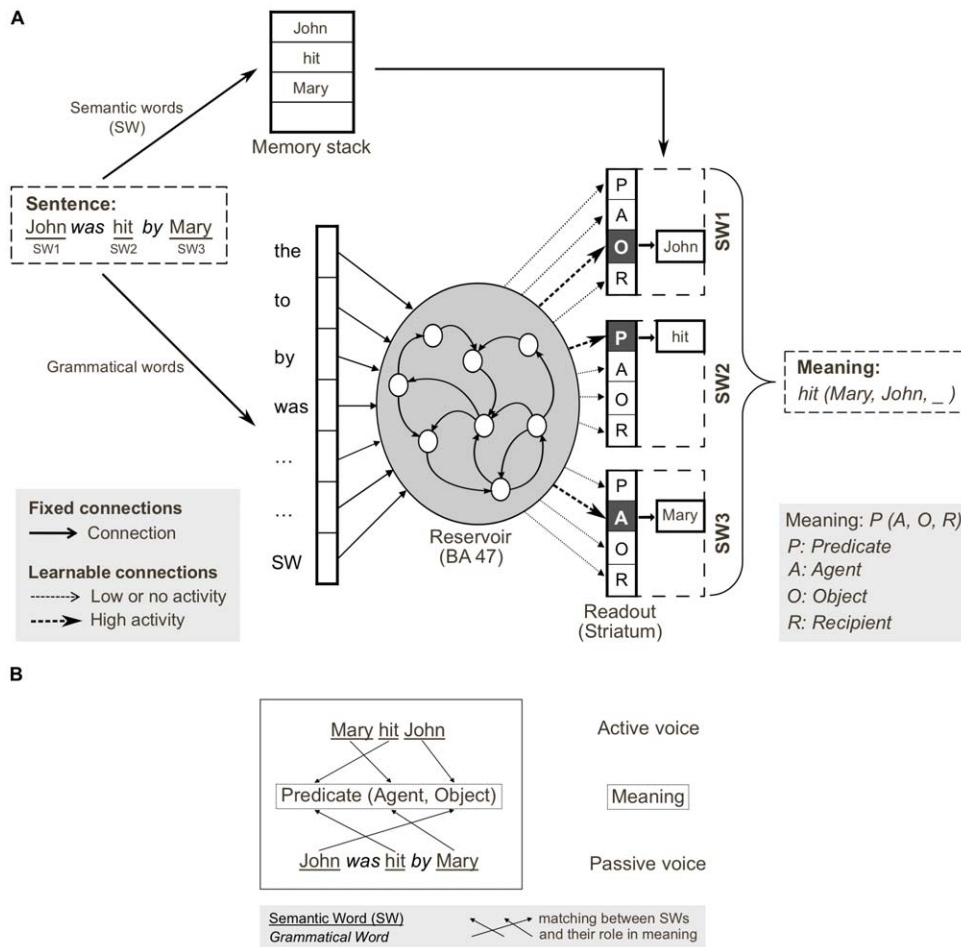 A
John
hit
Mary
Memory stack
Semantic words
(SW)
Sentence:
John was hit by Mary
SW1 SW2 SW3
Grammatical words
the
to
by
was
...
...
SW
Reservoir
(BA 47)
P
A
O
R
John
SW1
P
A
O
R
hit
SW2
P
A
O
R
Mary
SW3
Readout
(Striatum)
Meaning:
hit (Mary, John, _ )
Fixed connections
Connection
Learnable connections
Low or no activity
High activity
Meaning: P (A, O, R)
P: Predicate
A: Agent
O: Object
R: Recipient
B
Mary hit John
Active voice
Predicate (Agent, Object)
Meaning
John was hit by Mary
Passive voice
Semantic Word (SW)
Grammatical Word
matching between SWs
and their role in meaning